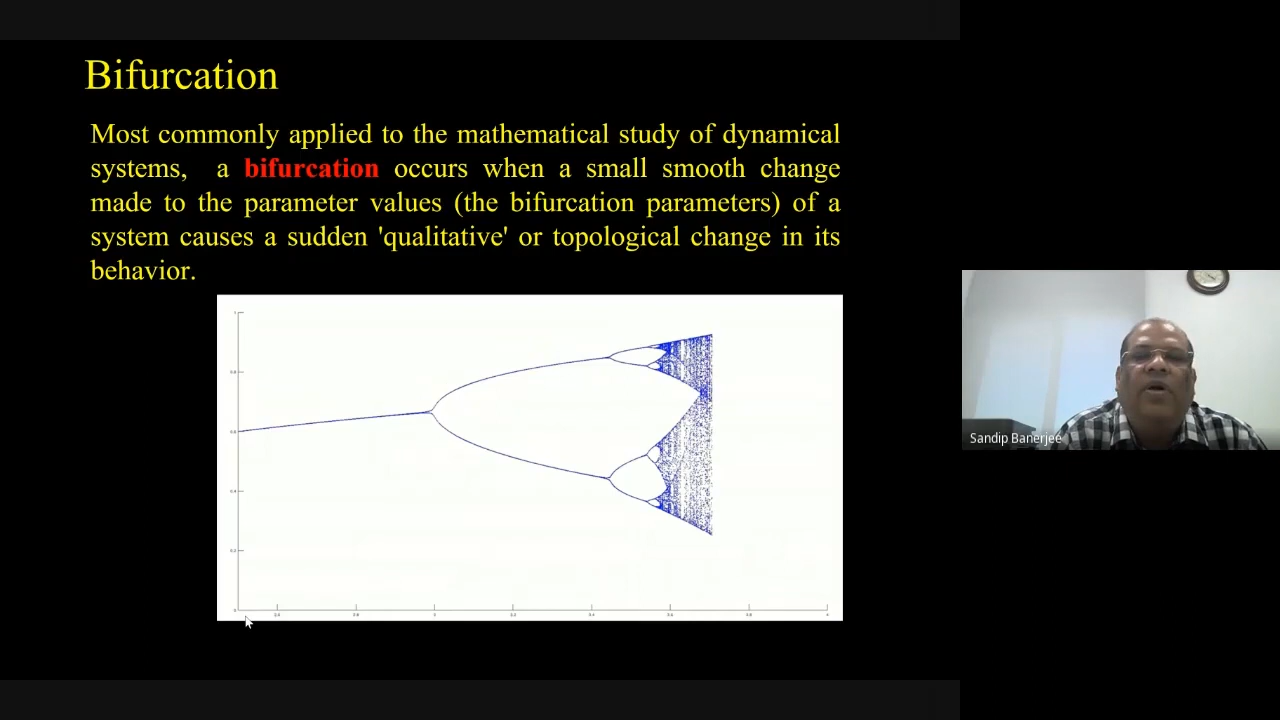 Bifurcation
Most commonly applied to the mathematical study of dynamical
systems, a bifurcation occurs when a small smooth change
made to the parameter values (the bifurcation parameters) of a
system causes a sudden 'qualitative' or topological change in its
behavior.
Sandip Banerjee